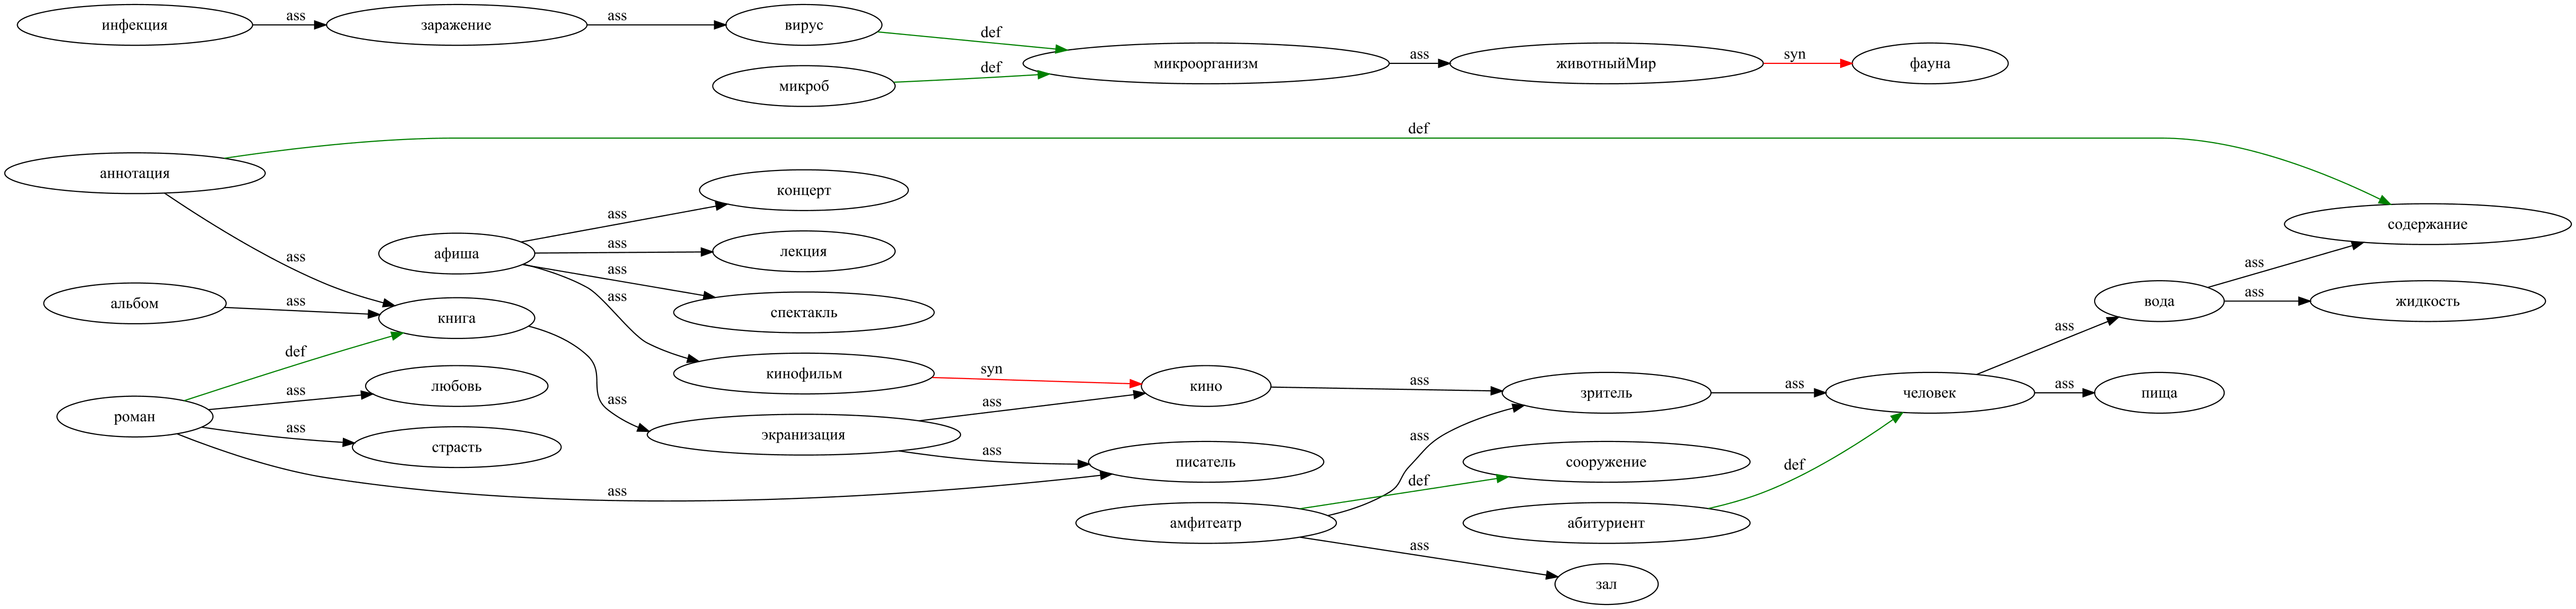 инфекция
ass
заражение
ass
вирус
def
микроб
def
микроорганизм
ass
животныйМир
syn
фауна
def
аннотация
концерт
ass
содержание
лекция
афиша
ass
ass
ass
ass
ass
альбом
ass
книга
спектакль
ass
вода
ass
жидкость
def
ass
любовь
кинофильм
syn
кино
ass
зритель
ass
человек
ass
пища
ass
роман
ass
ass
ass
страсть
экранизация
ass
писатель
ass
сооружение
def
def
ass
амфитеатр
абитуриент
ass
зал